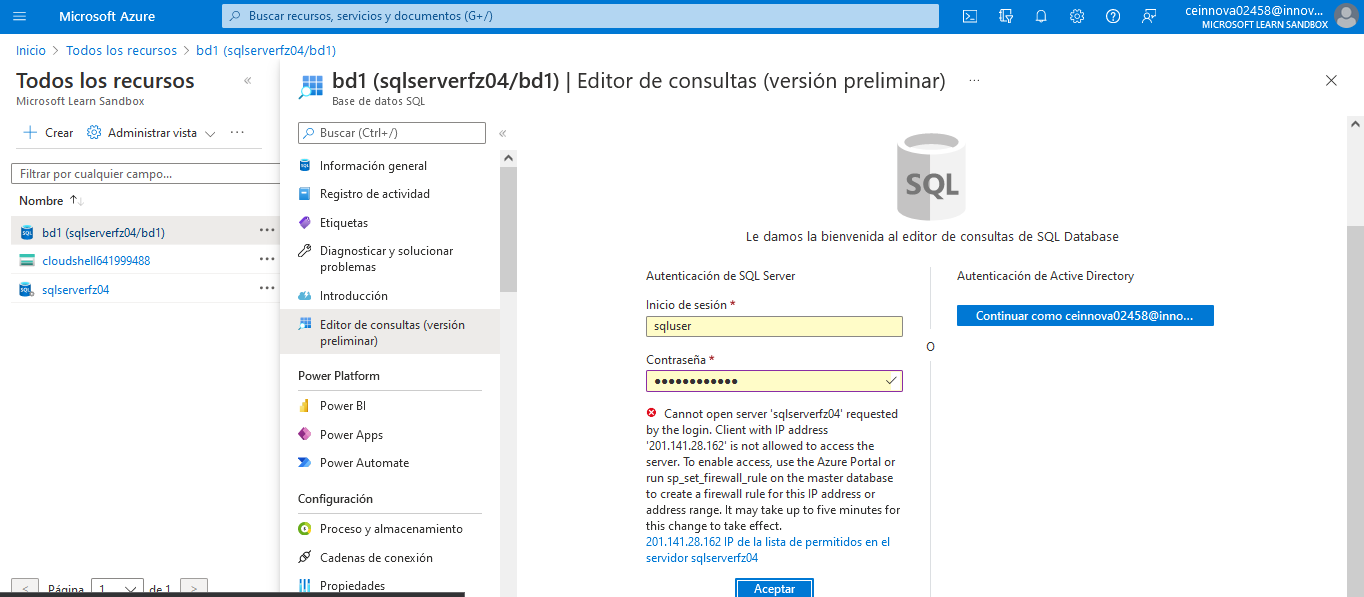 Microsoft Azure
Buscar recursos, servicios y documentos (G+/)
ceinnova02458@innov...
MICROSOFT LEARN SANDBOX
Inicio > Todos los recursos > bd1 (sqlserverfz04/bd1)
Todos los recursos «
Microsoft Learn Sandbox
Crear
Administrar vista
...
Filtrar por cualquier campo...
Nombre ↑↓
bd1 (sqlserverfz04/bd1) ...
cloudshell641999488 ...
sqlserverfz04 ...
< Página 1 de 1 >
bd1 (sqlserverfz04/bd1) | Editor de consultas (versión preliminar) ...
Base de datos SQL
Buscar (Ctrl+/) «
Información general
Registro de actividad
Etiquetas
Diagnosticar y solucionar
problemas
Introducción
Editor de consultas (versión
preliminar)
Power Platform
Power BI
Power Apps
Power Automate
Configuración
Proceso y almacenamiento
Cadenas de conexión
Propiedades
SQL
Le damos la bienvenida al editor de consultas de SQL Database
Autenticación de SQL Server
Inicio de sesión *
sqluser
Contraseña *
●●●●●●●●●●●●
Cannot open server 'sqlserverfz04' requested
by the login. Client with IP address
'201.141.28.162' is not allowed to access the
server. To enable access, use the Azure Portal or
run sp_set_firewall_rule on the master database
to create a firewall rule for this IP address or
address range. It may take up to five minutes for
this change to take effect.
201.141.28.162 IP de la lista de permitidos en el
servidor sqlserverfz04
Aceptar
O
Autenticación de Active Directory
Continuar como ceinnova02458@inno...